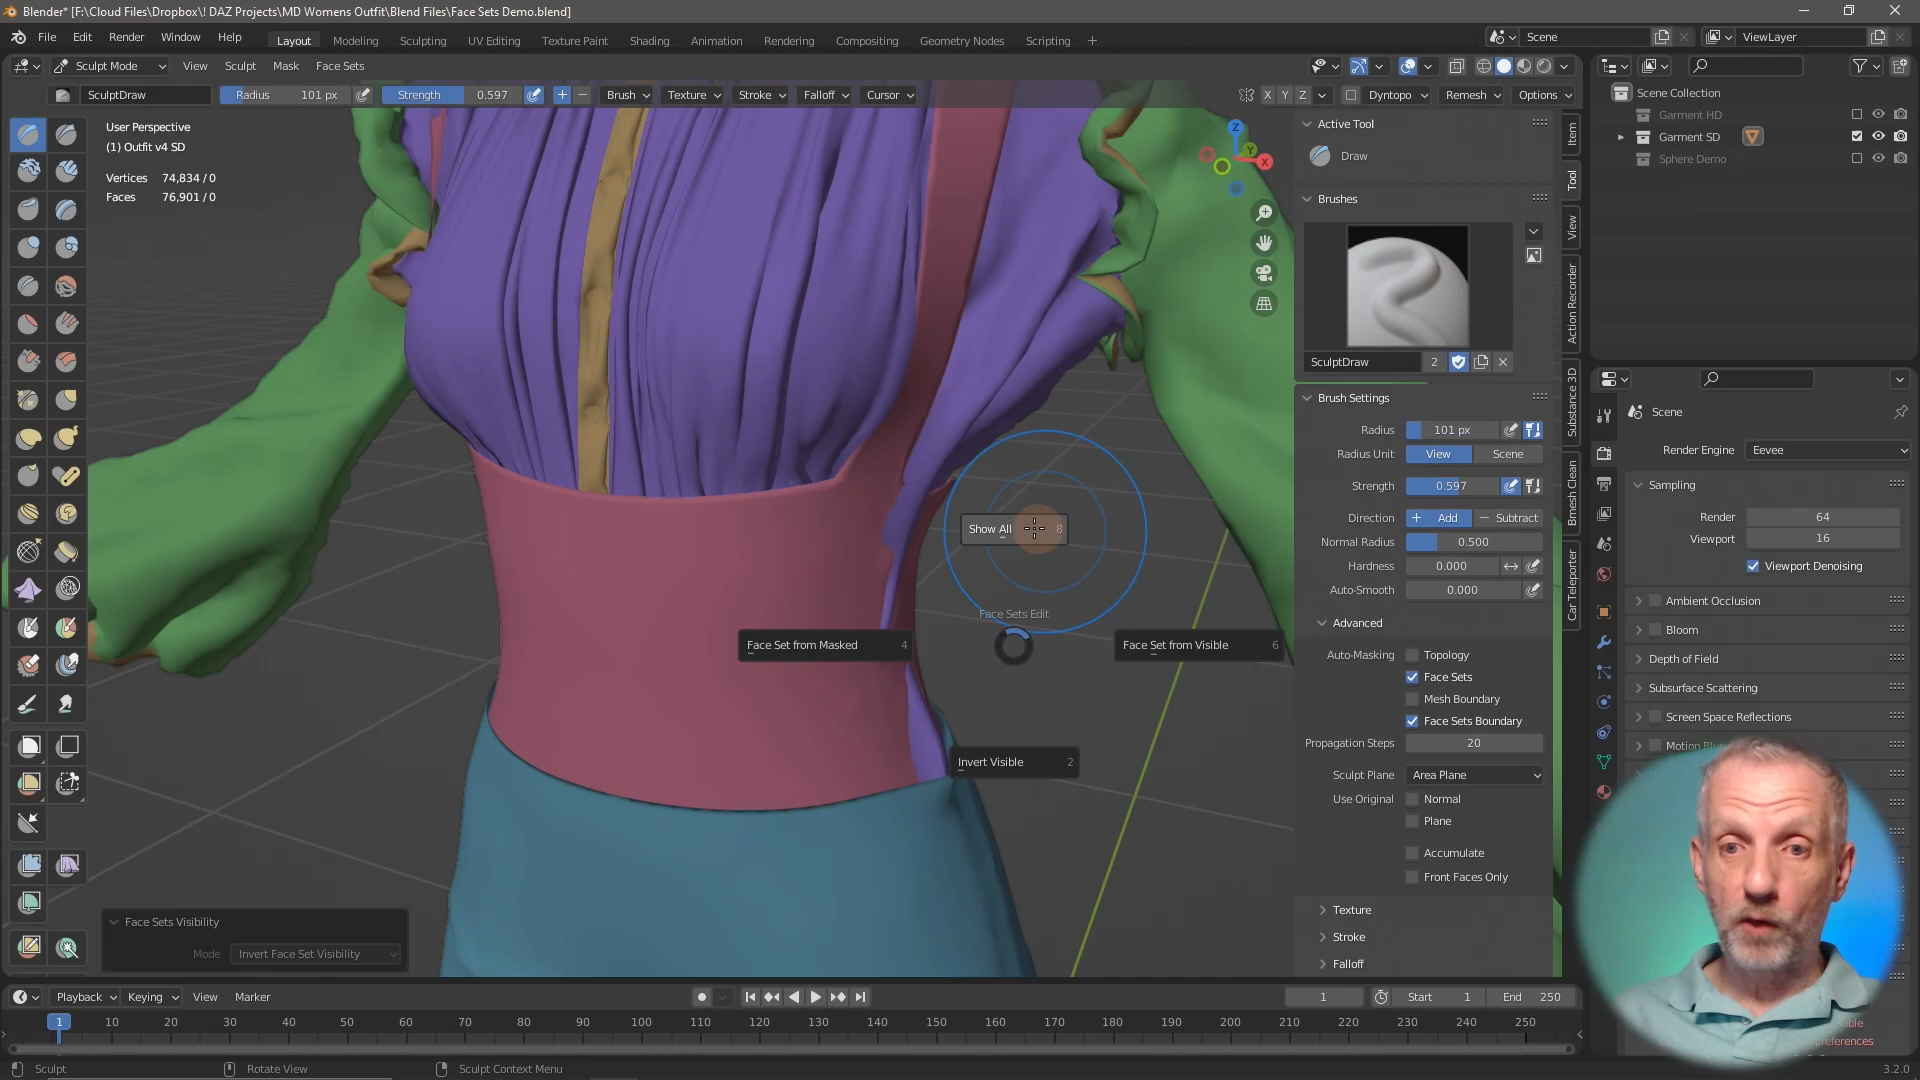 Blender* [F:\Cloud Files\Dropbox\! DAZ Projects\MD Womens Outfit\Blend Files\Face Sets Demo.blend]
File Edit Render Window Help Layout Modeling Sculpting UV Editing Texture Paint Shading Animation Rendering Compositing Geometry Nodes Scripting + Scene ViewLayer
Sculpt Mode View Sculpt Mask Face Sets
SculptDraw Radius 101 px Strength 0.597 Brush Texture Stroke Falloff Cursor X Y Z Dyntopo Remesh Options
User Perspective
(1) Outfit v4 SD
Vertices 74,834 / 0
Faces 76,901 / 0
Z
Y
X
Show All 8
Face Sets Edit
Face Set from Masked 4
Face Set from Visible 6
Invert Visible 2
Face Sets Visibility
Mode Invert Face Set Visibility
Active Tool
Draw
Brushes
SculptDraw 2
Brush Settings
Radius 101 px
Radius Unit View Scene
Strength 0.597
Direction + Add − Subtract
Normal Radius 0.500
Hardness 0.000
Auto-Smooth 0.000
Advanced
Auto-Masking Topology
Face Sets
Mesh Boundary
Face Sets Boundary
Propagation Steps 20
Sculpt Plane Area Plane
Use Original Normal
Plane
Accumulate
Front Faces Only
Texture
Stroke
Falloff
Item
Tool
View
Action Recorder
Substance 3D
Bmesh Clean
Car Teleporter
Scene Collection
Garment HD
Garment SD
Sphere Demo
Scene
Render Engine Eevee
Sampling
Render 64
Viewport 16
Viewport Denoising
Ambient Occlusion
Bloom
Depth of Field
Subsurface Scattering
Screen Space Reflections
Motion
preferences
Playback Keying View Marker 1 Start 1 End 250
1 10 20 30 40 50 60 70 80 90 100 110 120 130 140 150 160 170 180 190 200 210 220 230 240 250
Sculpt Rotate View Sculpt Context Menu 3.2.0